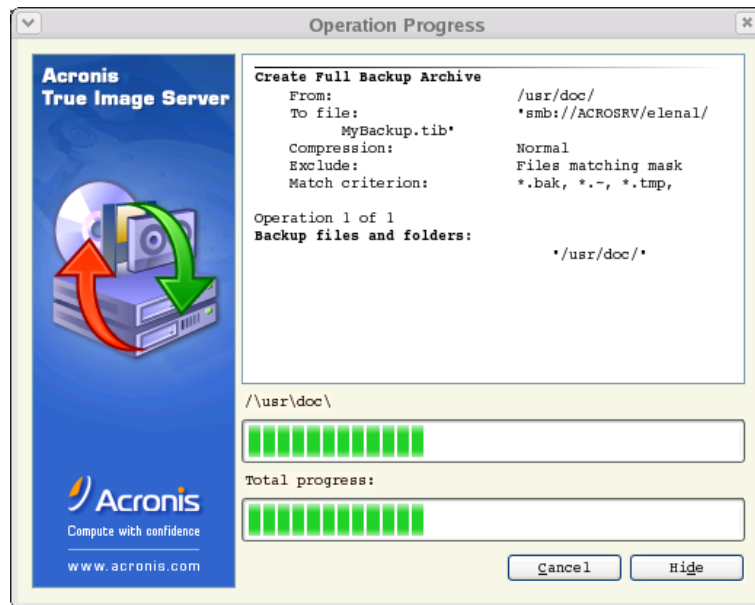 Operation Progress
Acronis
True Image Server
Create Full Backup Archive
From: /usr/doc/
To file: "smb://ACROSRV/elenal/
MyBackup.tib"
Compression: Normal
Exclude: Files matching mask
Match criterion: *.bak, *.~, *.tmp,
Operation 1 of 1
Backup files and folders:
"/usr/doc/"
/\usr\doc\
Total progress:
Acronis
Compute with confidence
www.acronis.com
Cancel
Hide